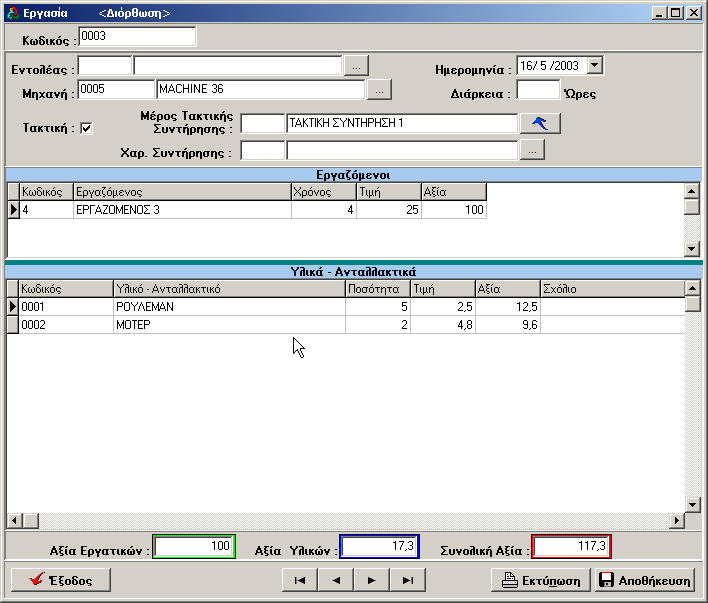 Εργασία <Διόρθωση>
Κωδικός : 0003
Εντολέας : ...
Ημερομηνία : 16/ 5 /2003
Μηχανή : 0005 MACHINE 36 ...
Διάρκεια : Ώρες
Τακτική :
Μέρος Τακτικής
Συντήρησης : ΤΑΚΤΙΚΗ ΣΥΝΤΗΡΗΣΗ 1
Χαρ. Συντήρησης : ...
Εργαζόμενοι
Κωδικός Εργαζόμενος Χρόνος Τιμή Αξία
4 ΕΡΓΑΖΟΜΕΝΟΣ 3 4 25 100
Υλικά - Ανταλλακτικά
Κωδικός Υλικό - Ανταλλακτικό Ποσότητα Τιμή Αξία Σχόλιο
0001 ΡΟΥΛΕΜΑΝ 5 2,5 12,5
0002 ΜΟΤΕΡ 2 4,8 9,6
Αξία Εργατικών : 100 Αξία Υλικών : 17,3 Συνολική Αξία : 117,3
Έξοδος Εκτύπωση Αποθήκευση